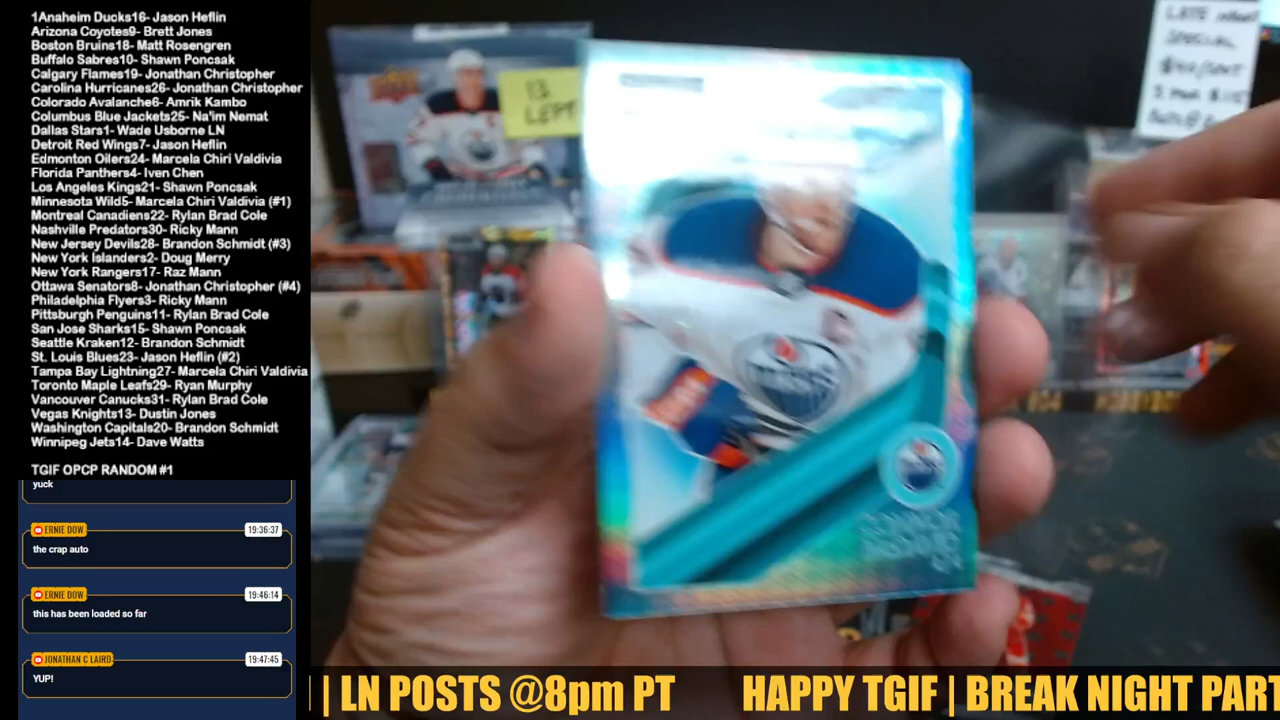 1Anaheim Ducks16- Jason Heflin
Arizona Coyotes9- Brett Jones
Boston Bruins18- Matt Rosengren
Buffalo Sabres10- Shawn Poncsak
Calgary Flames19- Jonathan Christopher
Carolina Hurricanes26- Jonathan Christopher
Colorado Avalanche6- Amrik Kambo
Columbus Blue Jackets25- Na'im Nemat
Dallas Stars1- Wade Usborne LN
Detroit Red Wings7- Jason Heflin
Edmonton Oilers24- Marcela Chiri Valdivia
Florida Panthers4- Iven Chen
Los Angeles Kings21- Shawn Poncsak
Minnesota Wild5- Marcela Chiri Valdivia (#1)
Montreal Canadiens22- Rylan Brad Cole
Nashville Predators30- Ricky Mann
New Jersey Devils28- Brandon Schmidt (#3)
New York Islanders2- Doug Merry
New York Rangers17- Raz Mann
Ottawa Senators8- Jonathan Christopher (#4)
Philadelphia Flyers3- Ricky Mann
Pittsburgh Penguins11- Rylan Brad Cole
San Jose Sharks15- Shawn Poncsak
Seattle Kraken12- Brandon Schmidt
St. Louis Blues23- Jason Heflin (#2)
Tampa Bay Lightning27- Marcela Chiri Valdivia
Toronto Maple Leafs29- Ryan Murphy
Vancouver Canucks31- Rylan Brad Cole
Vegas Knights13- Dustin Jones
Washington Capitals20- Brandon Schmidt
Winnipeg Jets14- Dave Watts
TGIF OPCP RANDOM #1
yuck
ERNIE DOW 19:36:37
the crap auto
ERNIE DOW 19:46:14
this has been loaded so far
JONATHAN C LAIRD 19:47:45
YUP!
13
LEFT
LATE NIGHT
SPECIAL
OILERS
| LN POSTS @8pm PT HAPPY TGIF | BREAK NIGHT PART